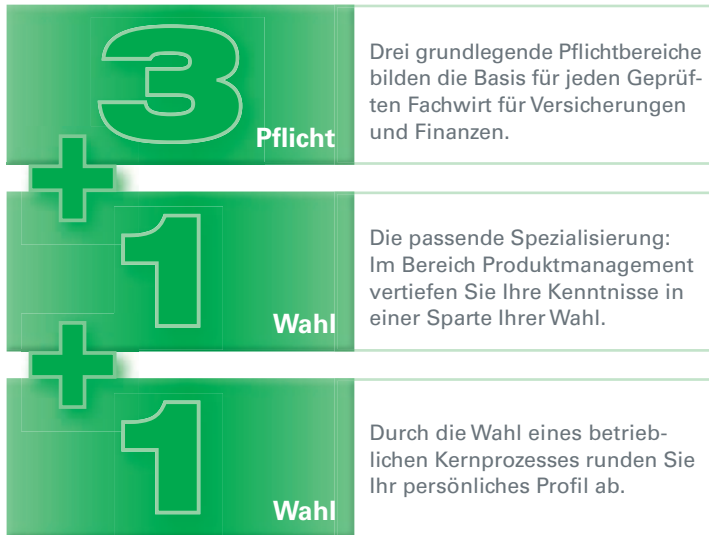 3
Pflicht
Drei grundlegende Pflichtbereiche
bilden die Basis für jeden Geprüf-
ten Fachwirt für Versicherungen
und Finanzen.
+
1
Wahl
Die passende Spezialisierung:
Im Bereich Produktmanagement
vertiefen Sie Ihre Kenntnisse in
einer Sparte Ihrer Wahl.
+
1
Wahl
Durch die Wahl eines betrieb-
lichen Kernprozesses runden Sie
Ihr persönliches Profil ab.